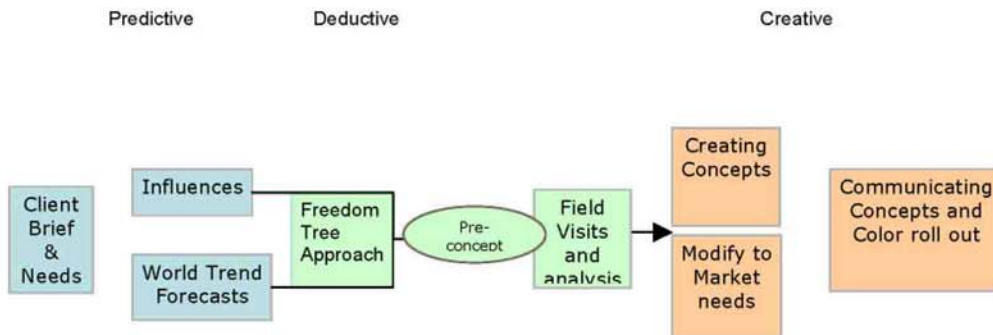 Predictive
Deductive
Creative
Client
Brief
&
Needs
Influences
World Trend
Forecasts
Freedom
Tree
Approach
Pre-
concept
Field
Visits
and
analysis
Creating
Concepts
Modify to
Market
needs
Communicating
Concepts and
Color roll out